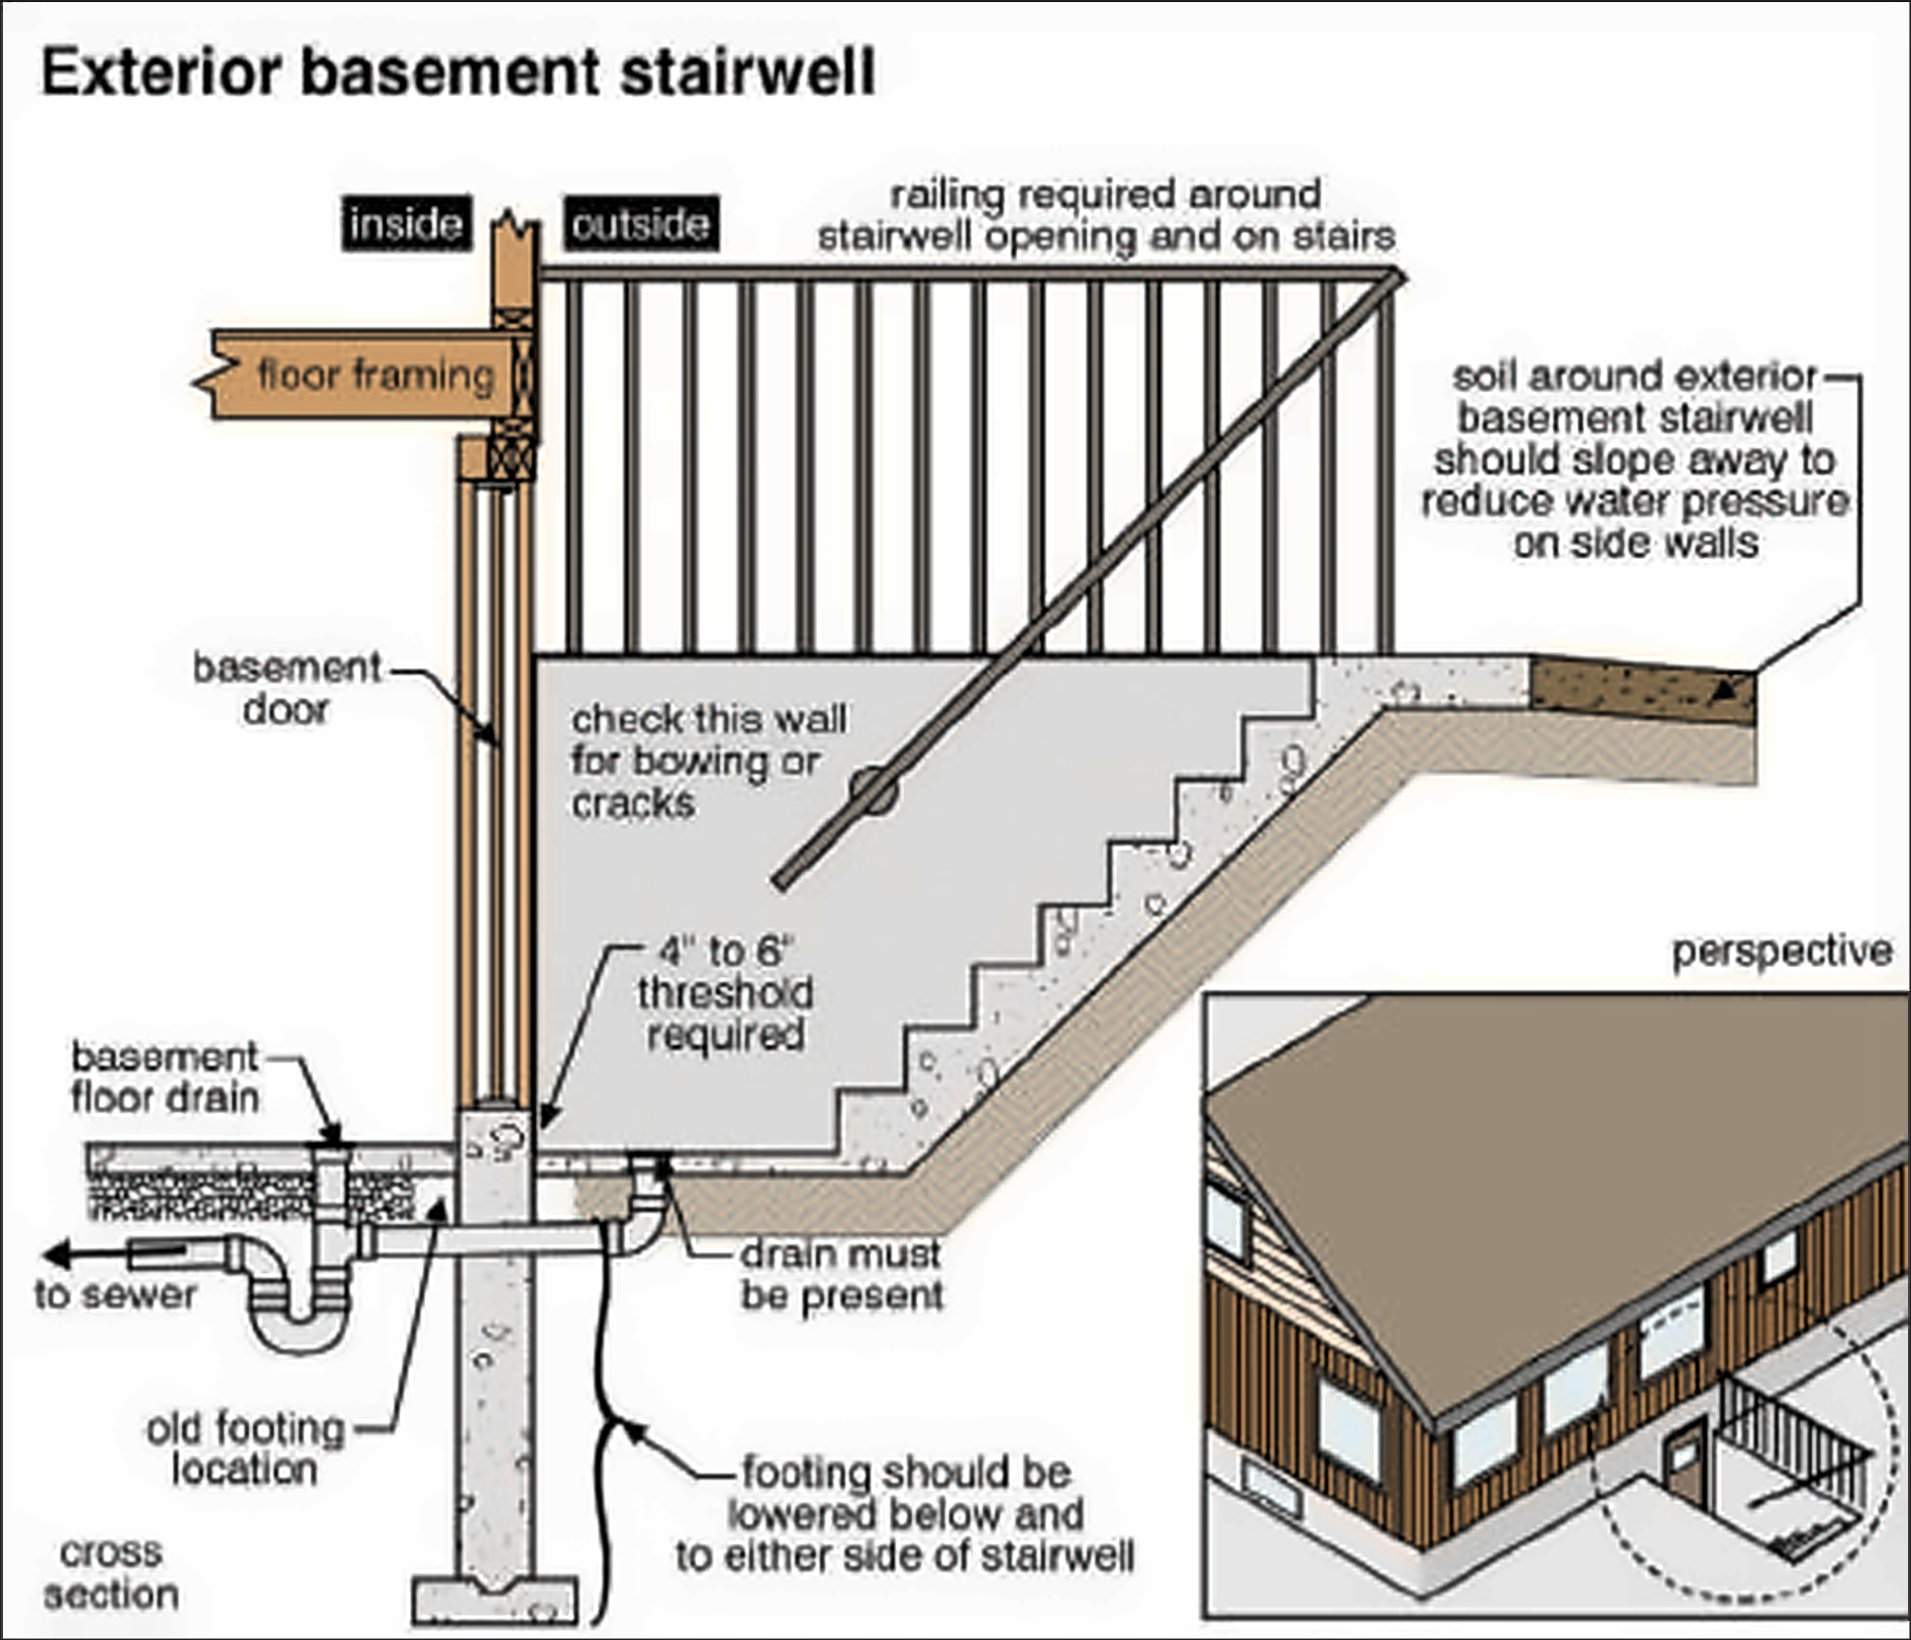 Exterior basement stairwell
inside
outside
railing required around
stairwell opening and on stairs
floor framing
soil around exterior
basement stairwell
should slope away to
reduce water pressure
on side walls
basement
door
check this wall
for bowing or
cracks
4" to 6"
threshold
required
perspective
basement
floor drain
to sewer
drain must
be present
old footing
location
footing should be
lowered below and
to either side of stairwell
cross
section